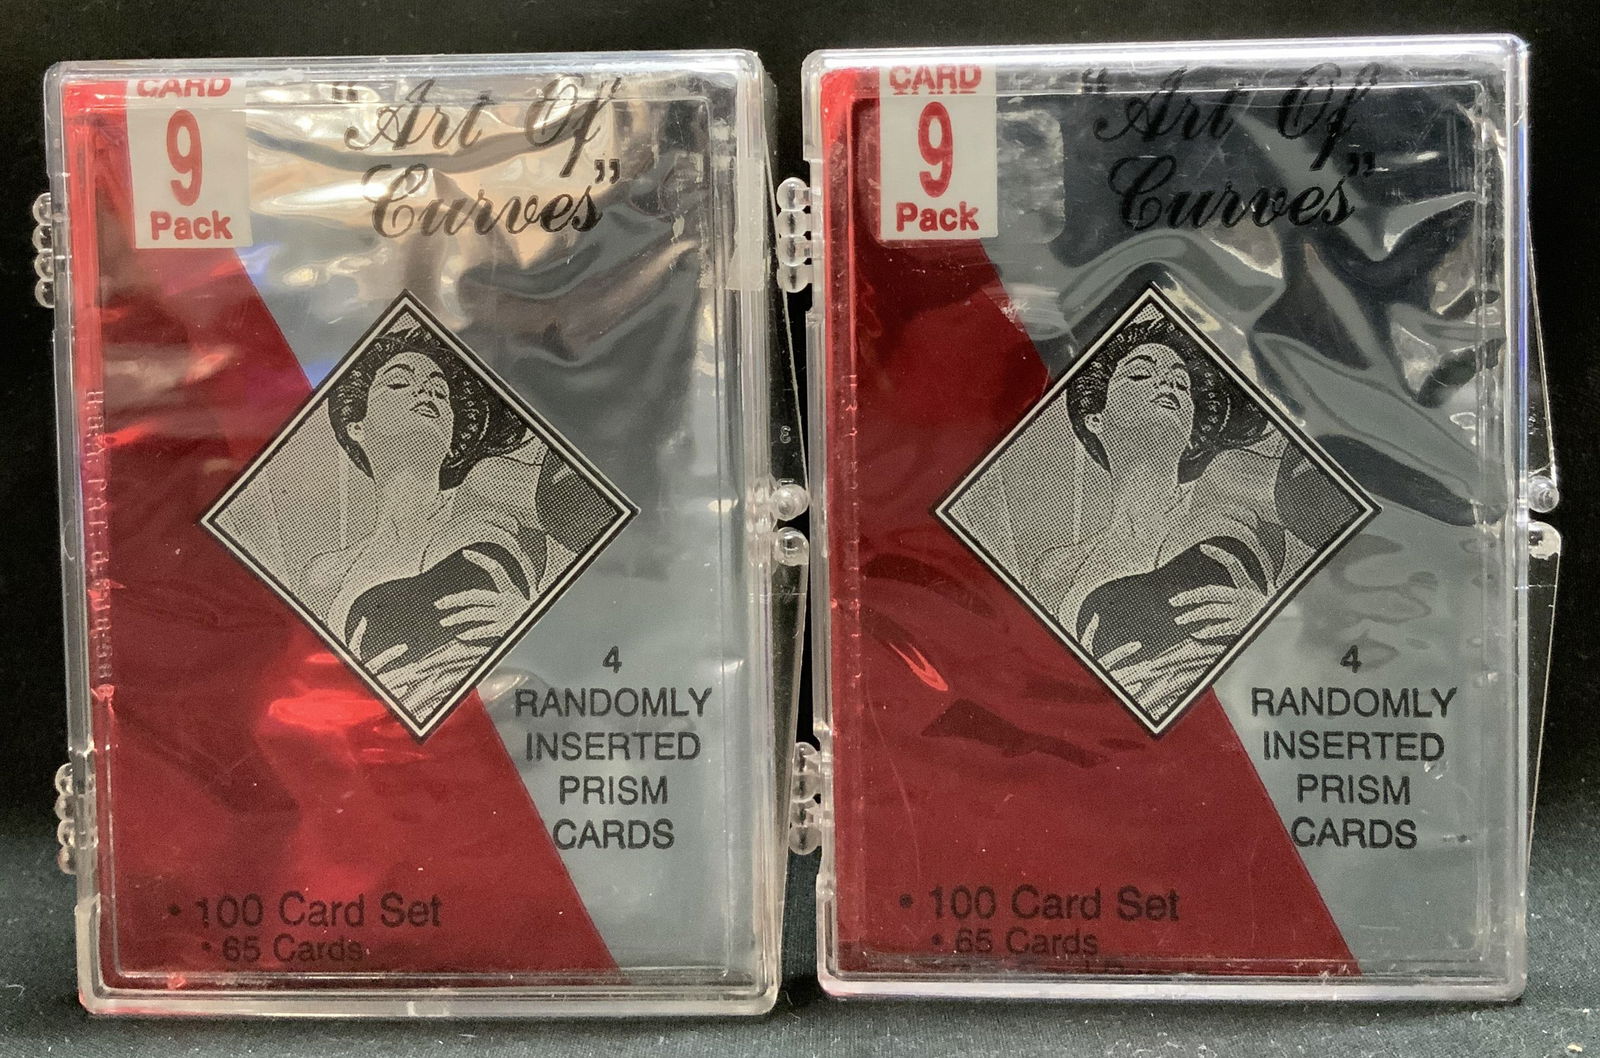 CARD
9
Pack
"Art Of
Curves"
4
RANDOMLY
INSERTED
PRISM
CARDS
• 100 Card Set
• 65 Cards
CARD
9
Pack
"Art Of
Curves"
4
RANDOMLY
INSERTED
PRISM
CARDS
• 100 Card Set
• 65 Cards